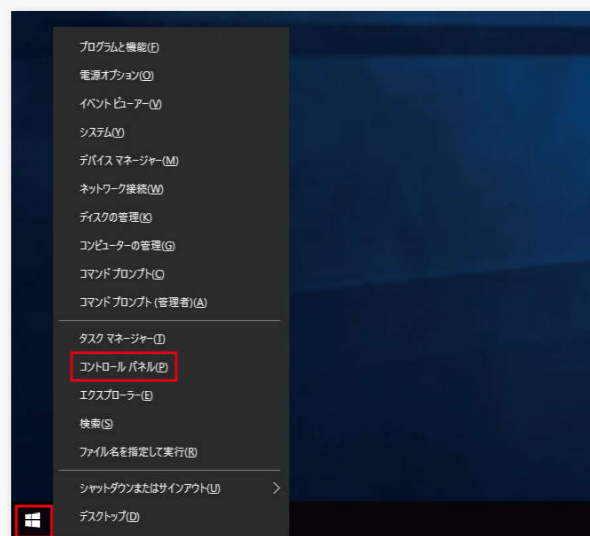 プログラムと機能(F)
電源オプション(O)
イベント ビューアー(V)
システム(Y)
デバイス マネージャー(M)
ネットワーク接続(W)
ディスクの管理(K)
コンピューターの管理(G)
コマンド プロンプト(C)
コマンド プロンプト (管理者)(A)
タスク マネージャー(T)
コントロール パネル(P)
エクスプローラー(E)
検索(S)
ファイル名を指定して実行(R)
シャットダウンまたはサインアウト(U)
デスクトップ(D)